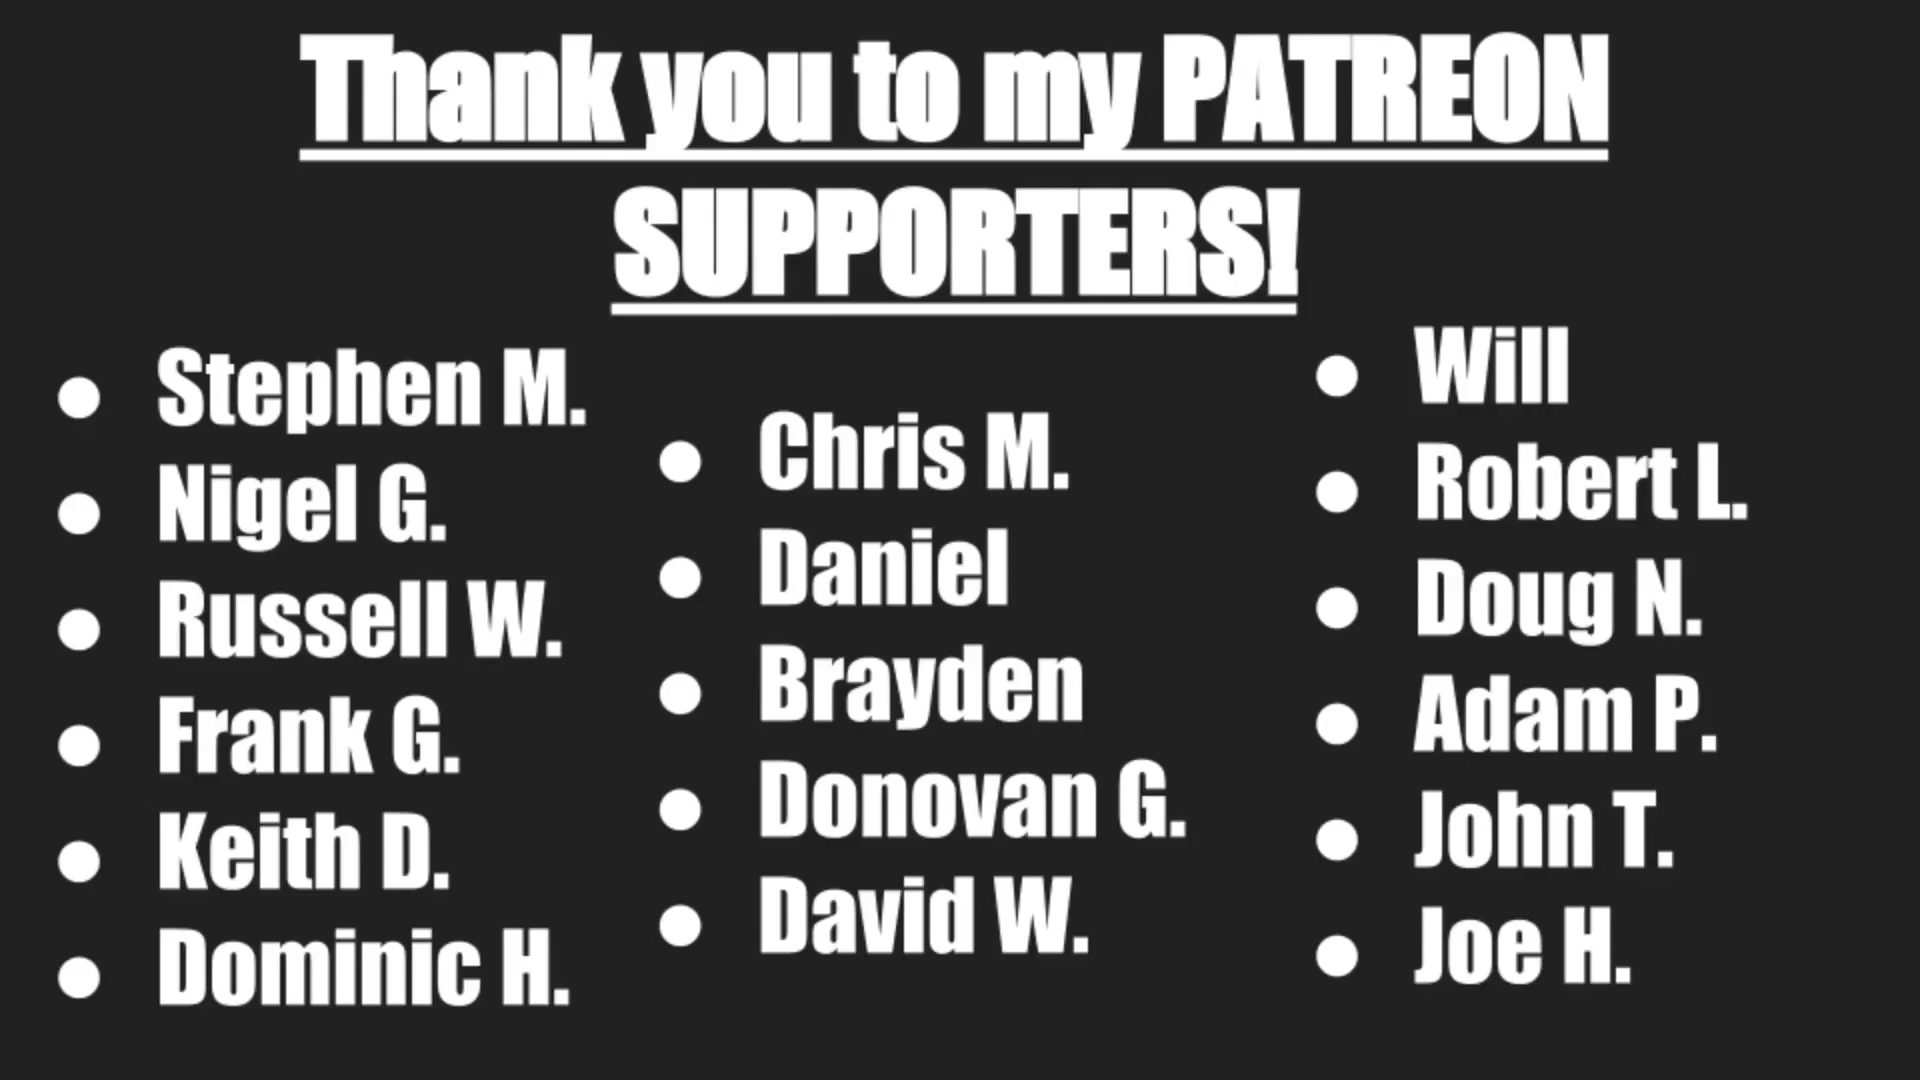 Thank you to my PATREON
SUPPORTERS!
● Stephen M.
● Nigel G.
● Russell W.
● Frank G.
● Keith D.
● Dominic H.
● Chris M.
● Daniel
● Brayden
● Donovan G.
● David W.
● Will
● Robert L.
● Doug N.
● Adam P.
● John T.
● Joe H.